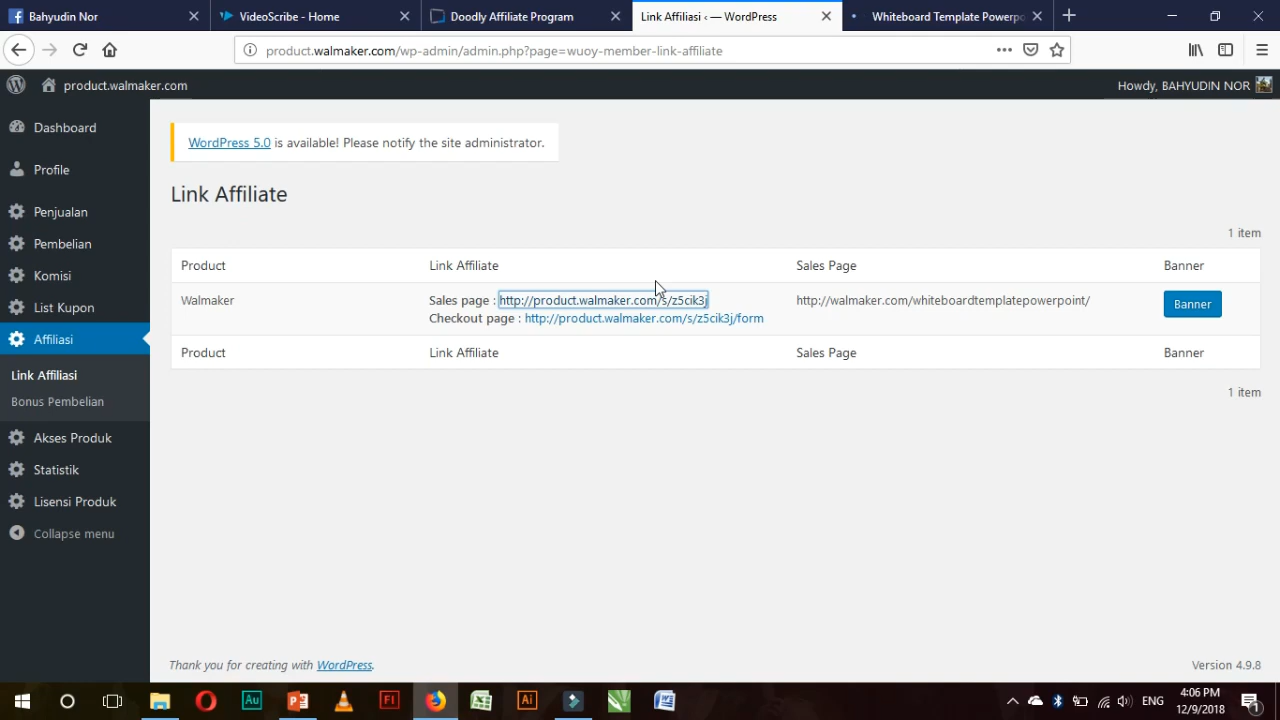 Bahyudin Nor
VideoScribe - Home
Doodly Affiliate Program
Link Affiliasi ‹ — WordPress
Whiteboard Template Powerpo
product.walmaker.com/wp-admin/admin.php?page=wuoy-member-link-affiliate
product.walmaker.com
Howdy, BAHYUDIN NOR
Dashboard
Profile
Penjualan
Pembelian
Komisi
List Kupon
Affiliasi
Link Affiliasi
Bonus Pembelian
Akses Produk
Statistik
Lisensi Produk
Collapse menu
WordPress 5.0 is available! Please notify the site administrator.
Link Affiliate
1 item
Product Link Affiliate Sales Page Banner
Walmaker Sales page : http://product.walmaker.com/s/z5cik3j http://walmaker.com/whiteboardtemplatepowerpoint/ Banner
Checkout page : http://product.walmaker.com/s/z5cik3j/form
Product Link Affiliate Sales Page Banner
1 item
Thank you for creating with WordPress.
Version 4.9.8
ENG
4:06 PM
12/9/2018